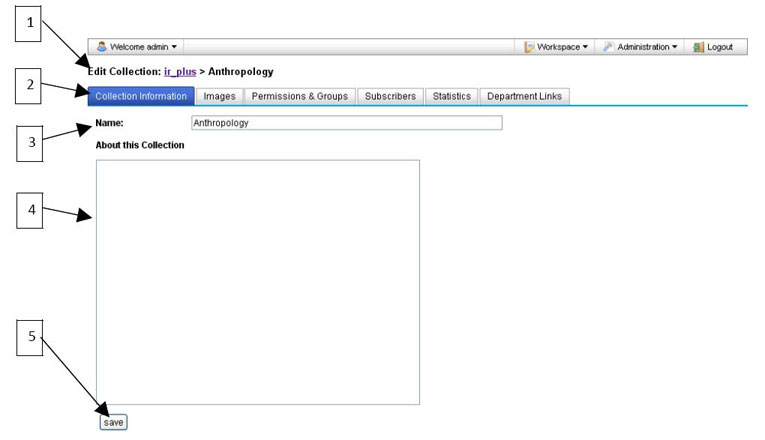 1
Welcome admin Workspace Administration Logout
Edit Collection: ir_plus > Anthropology
2
Collection Information Images Permissions & Groups Subscribers Statistics Department Links
Name: Anthropology
3
About this Collection
4
5
save